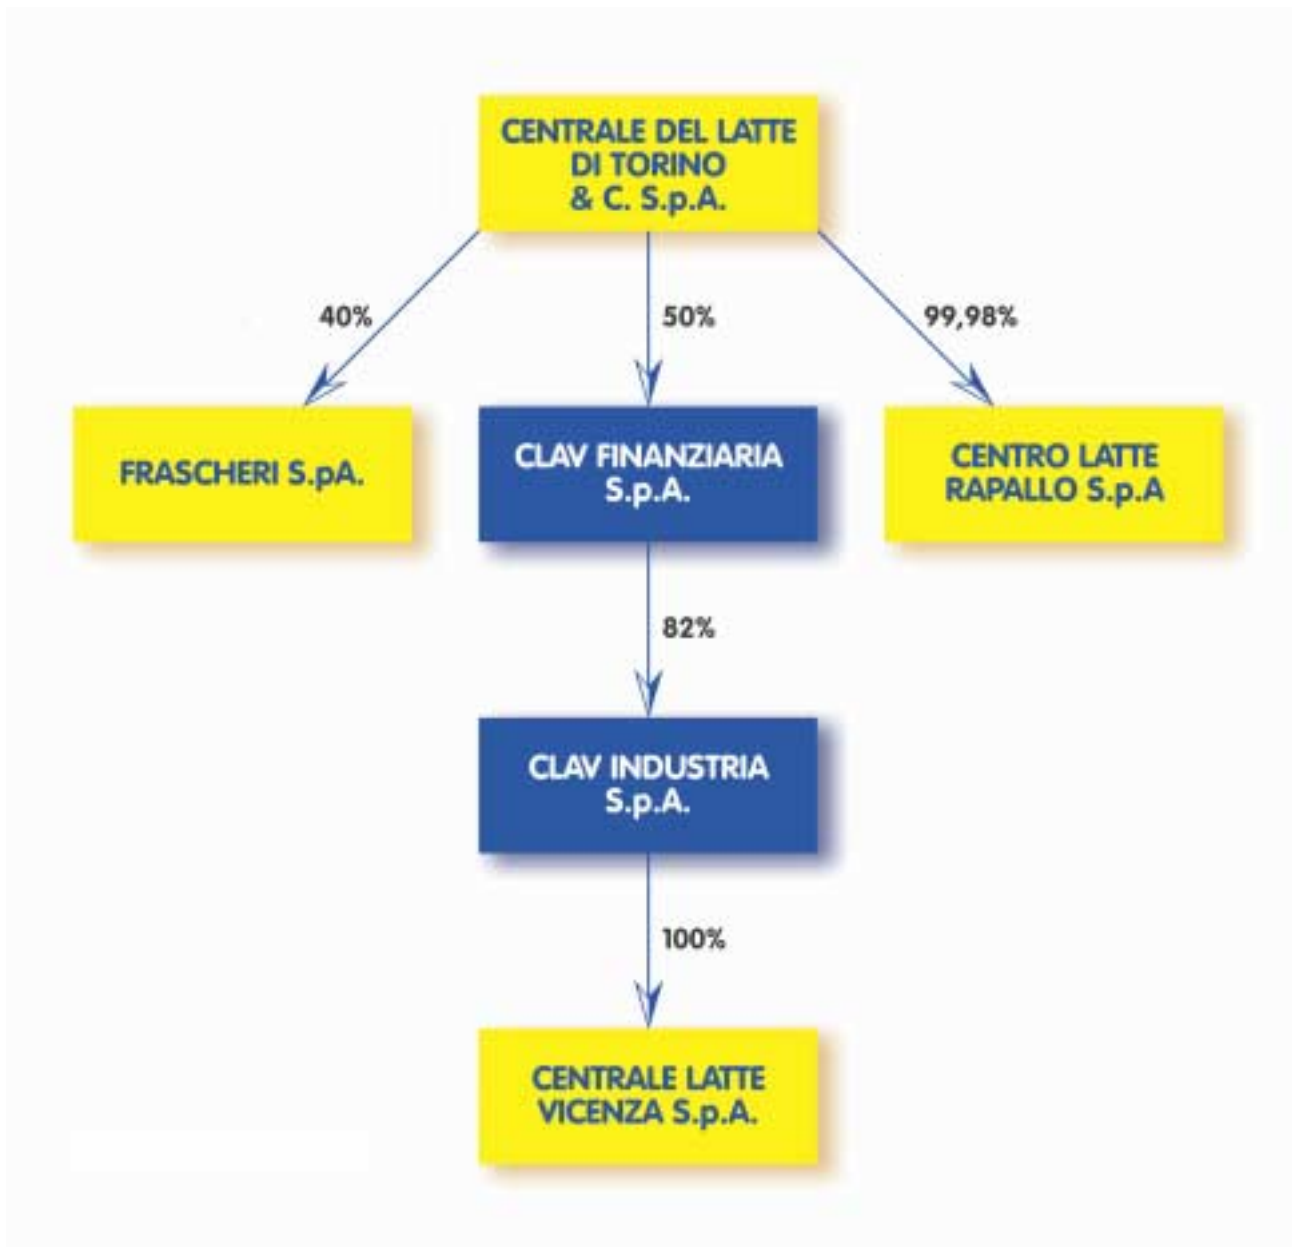 CENTRALE DEL LATTE
DI TORINO
& C. S.p.A.
40%
50%
99,98%
FRASCHERI S.pA.
CLAV FINANZIARIA
S.p.A.
CENTRO LATTE
RAPALLO S.p.A
82%
CLAV INDUSTRIA
S.p.A.
100%
CENTRALE LATTE
VICENZA S.p.A.